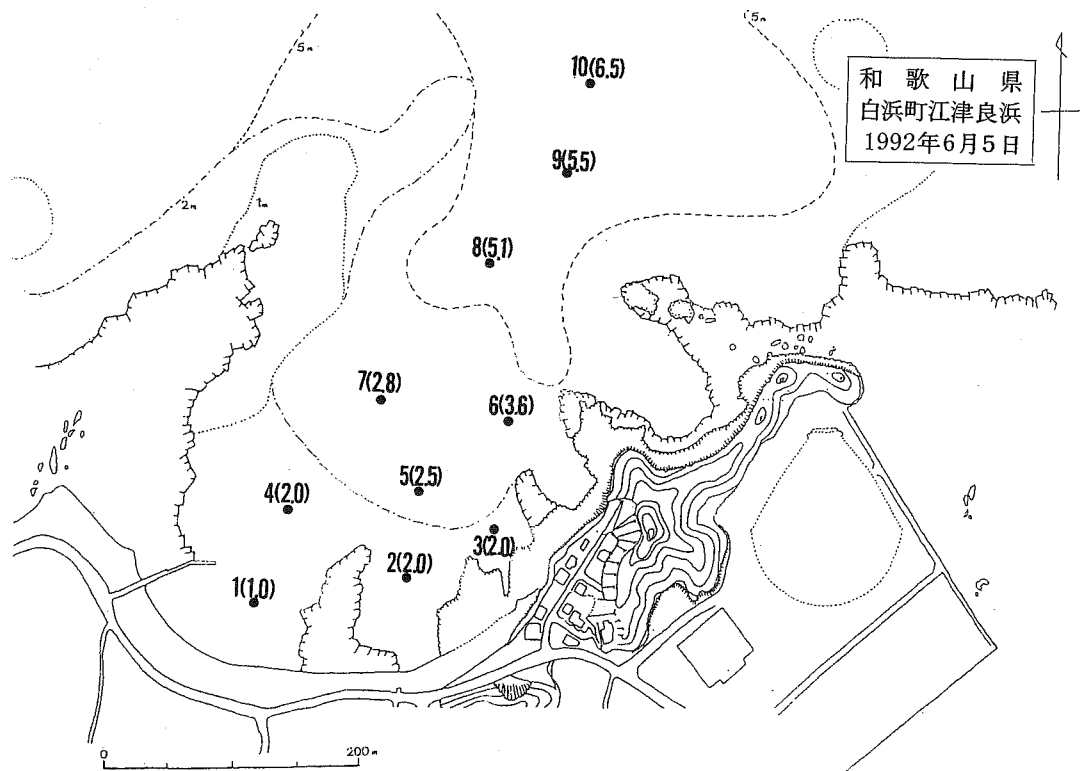 5m
5m
10(6.5)
和歌山県
白浜町江津良浜
1992年6月5日
9(5.5)
2m
1m
8(5.1)
7(2.8)
6(3.6)
5(2.5)
4(2.0)
3(2.0)
2(2.0)
1(1.0)
0
200m